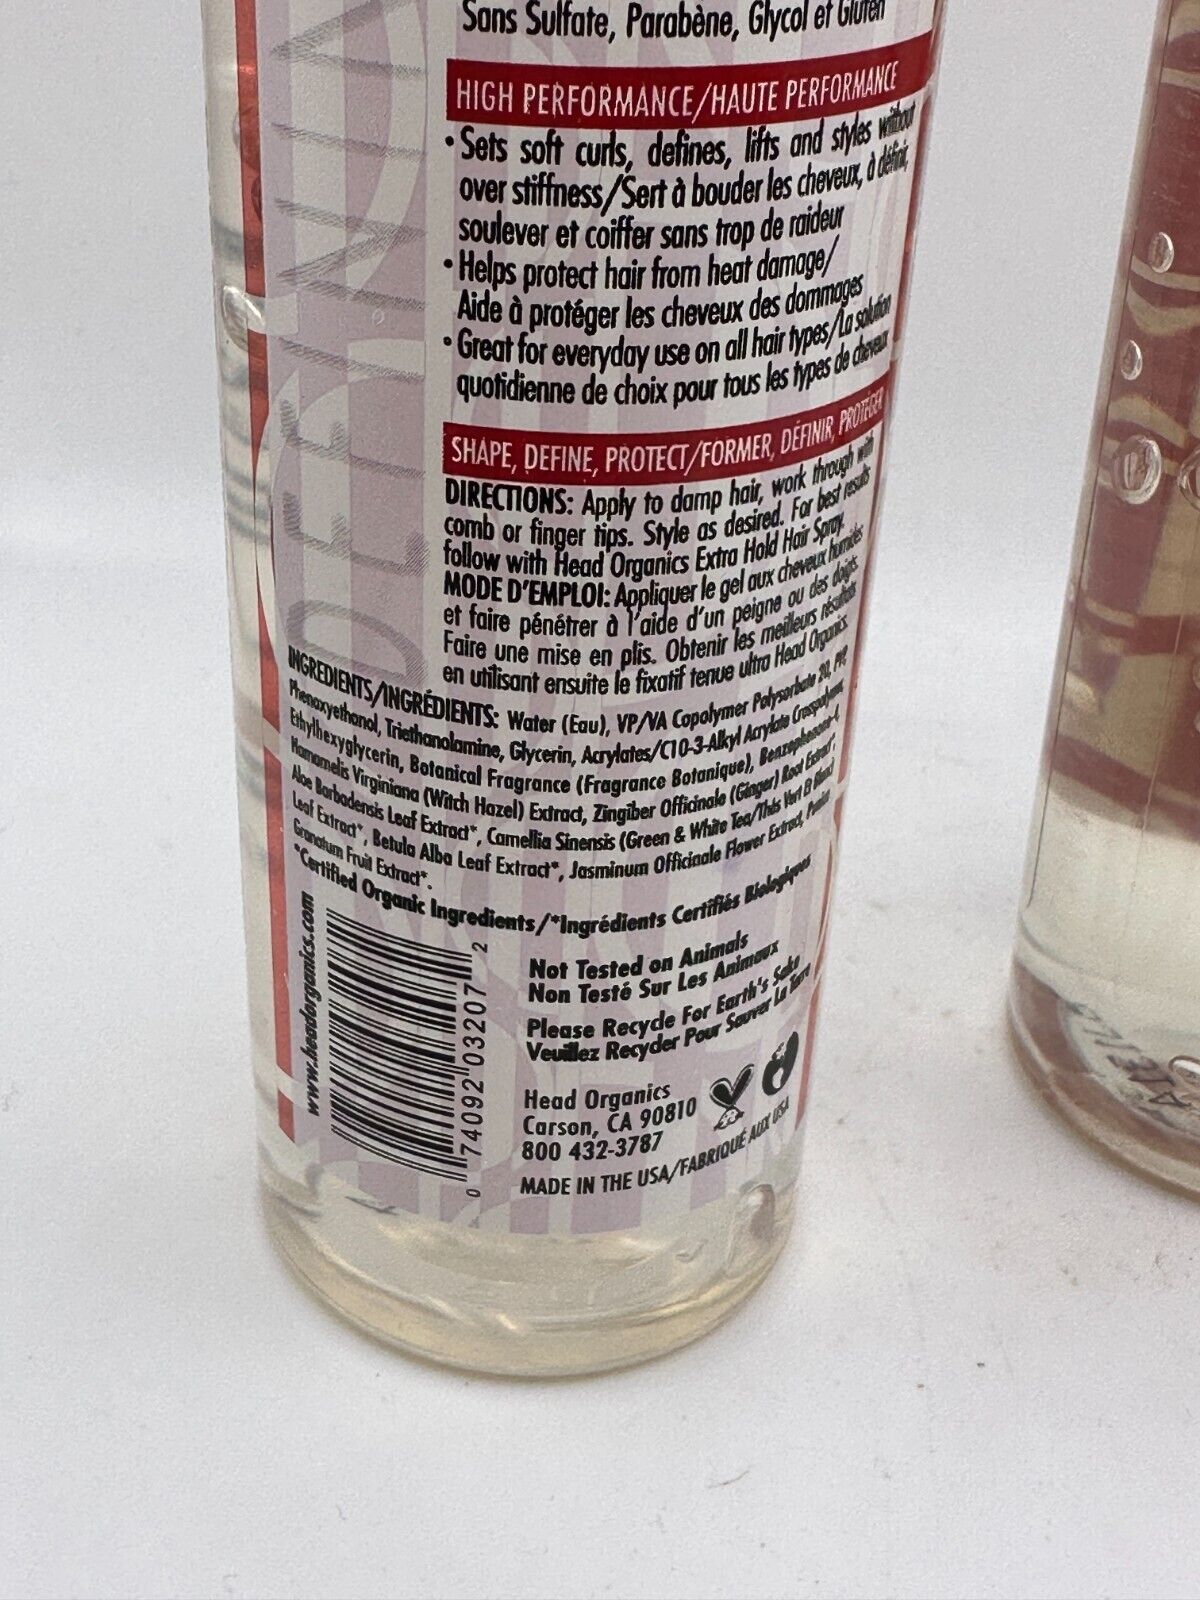 Sans Sulfate, Parabène, Glycol et Gluten
HIGH PERFORMANCE/HAUTE PERFORMANCE
• Sets soft curls, defines, lifts and styles without
over stiffness/Sert à bouder les cheveux, à définir,
soulever et coiffer sans trop de raideur
• Helps protect hair from heat damage/
Aide à protéger les cheveux des dommages
• Great for everyday use on all hair types/La solution
quotidienne de choix pour tous les types de cheveux
SHAPE, DEFINE, PROTECT/FORMER, DÉFINIR, PROTÉGER
DIRECTIONS: Apply to damp hair, work through with
comb or finger tips. Style as desired. For best results
follow with Head Organics Extra Hold Hair Spray.
MODE D'EMPLOI: Appliquer le gel aux cheveux humides
et faire pénétrer à l'aide d'un peigne ou des doigts.
Faire une mise en plis. Obtenir les meilleurs résultats
en utilisant ensuite le fixatif tenue ultra Head Organics.
INGREDIENTS/INGRÉDIENTS: Water (Eau), VP/VA Copolymer Polysorbate 20, PVP,
Phenoxyethanol, Triethanolamine, Glycerin, Acrylates/C10-3-Alkyl Acrylate Crosspolymer,
Ethylhexyglycerin, Botanical Fragrance (Fragrance Botanique), Benzophenone-4,
Hamamelis Virginiana (Witch Hazel) Extract, Zingiber Officinale (Ginger) Root Extract*,
Aloe Barbadensis Leaf Extract*, Camellia Sinensis (Green & White Tea/Thés Vert Et Blanc)
Leaf Extract*, Betula Alba Leaf Extract*, Jasminum Officinale Flower Extract, Punica
Granatum Fruit Extract*.
*Certified Organic Ingredients/*Ingrédients Certifiés Biologiques
www.headorganics.com
0 74092 03207 2
Not Tested on Animals
Non Testé Sur Les Animaux
Please Recycle For Earth's Sake
Veuillez Recycler Pour Sauver La Terre
Head Organics
Carson, CA 90810
800 432-3787
MADE IN THE USA/FABRIQUÉ AUX USA